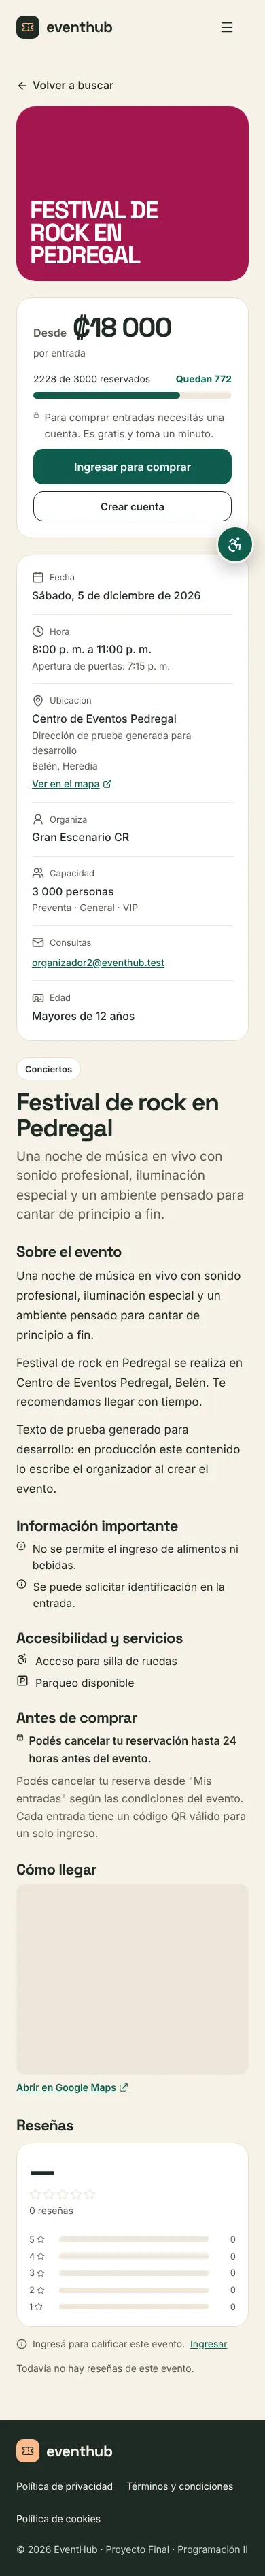 eventhub
Volver a buscar
FESTIVAL DE
ROCK EN
PEDREGAL
Desde ₡18 000
por entrada
2228 de 3000 reservados Quedan 772
Para comprar entradas necesitás una
cuenta. Es gratis y toma un minuto.
Ingresar para comprar
Crear cuenta
Fecha
Sábado, 5 de diciembre de 2026
Hora
8:00 p. m. a 11:00 p. m.
Apertura de puertas: 7:15 p. m.
Ubicación
Centro de Eventos Pedregal
Dirección de prueba generada para
desarrollo
Belén, Heredia
Ver en el mapa
Organiza
Gran Escenario CR
Capacidad
3 000 personas
Preventa · General · VIP
Consultas
organizador2@eventhub.test
Edad
Mayores de 12 años
Conciertos
Festival de rock en
Pedregal
Una noche de música en vivo con
sonido profesional, iluminación
especial y un ambiente pensado para
cantar de principio a fin.
Sobre el evento
Una noche de música en vivo con sonido
profesional, iluminación especial y un
ambiente pensado para cantar de
principio a fin.
Festival de rock en Pedregal se realiza en
Centro de Eventos Pedregal, Belén. Te
recomendamos llegar con tiempo.
Texto de prueba generado para
desarrollo: en producción este contenido
lo escribe el organizador al crear el
evento.
Información importante
No se permite el ingreso de alimentos ni
bebidas.
Se puede solicitar identificación en la
entrada.
Accesibilidad y servicios
Acceso para silla de ruedas
Parqueo disponible
Antes de comprar
Podés cancelar tu reservación hasta 24
horas antes del evento.
Podés cancelar tu reserva desde "Mis
entradas" según las condiciones del evento.
Cada entrada tiene un código QR válido para
un solo ingreso.
Cómo llegar
Abrir en Google Maps
Reseñas
—
0 reseñas
5 0
4 0
3 0
2 0
1 0
Ingresá para calificar este evento. Ingresar
Todavía no hay reseñas de este evento.
eventhub
Política de privacidad Términos y condiciones
Política de cookies
© 2026 EventHub · Proyecto Final · Programación II